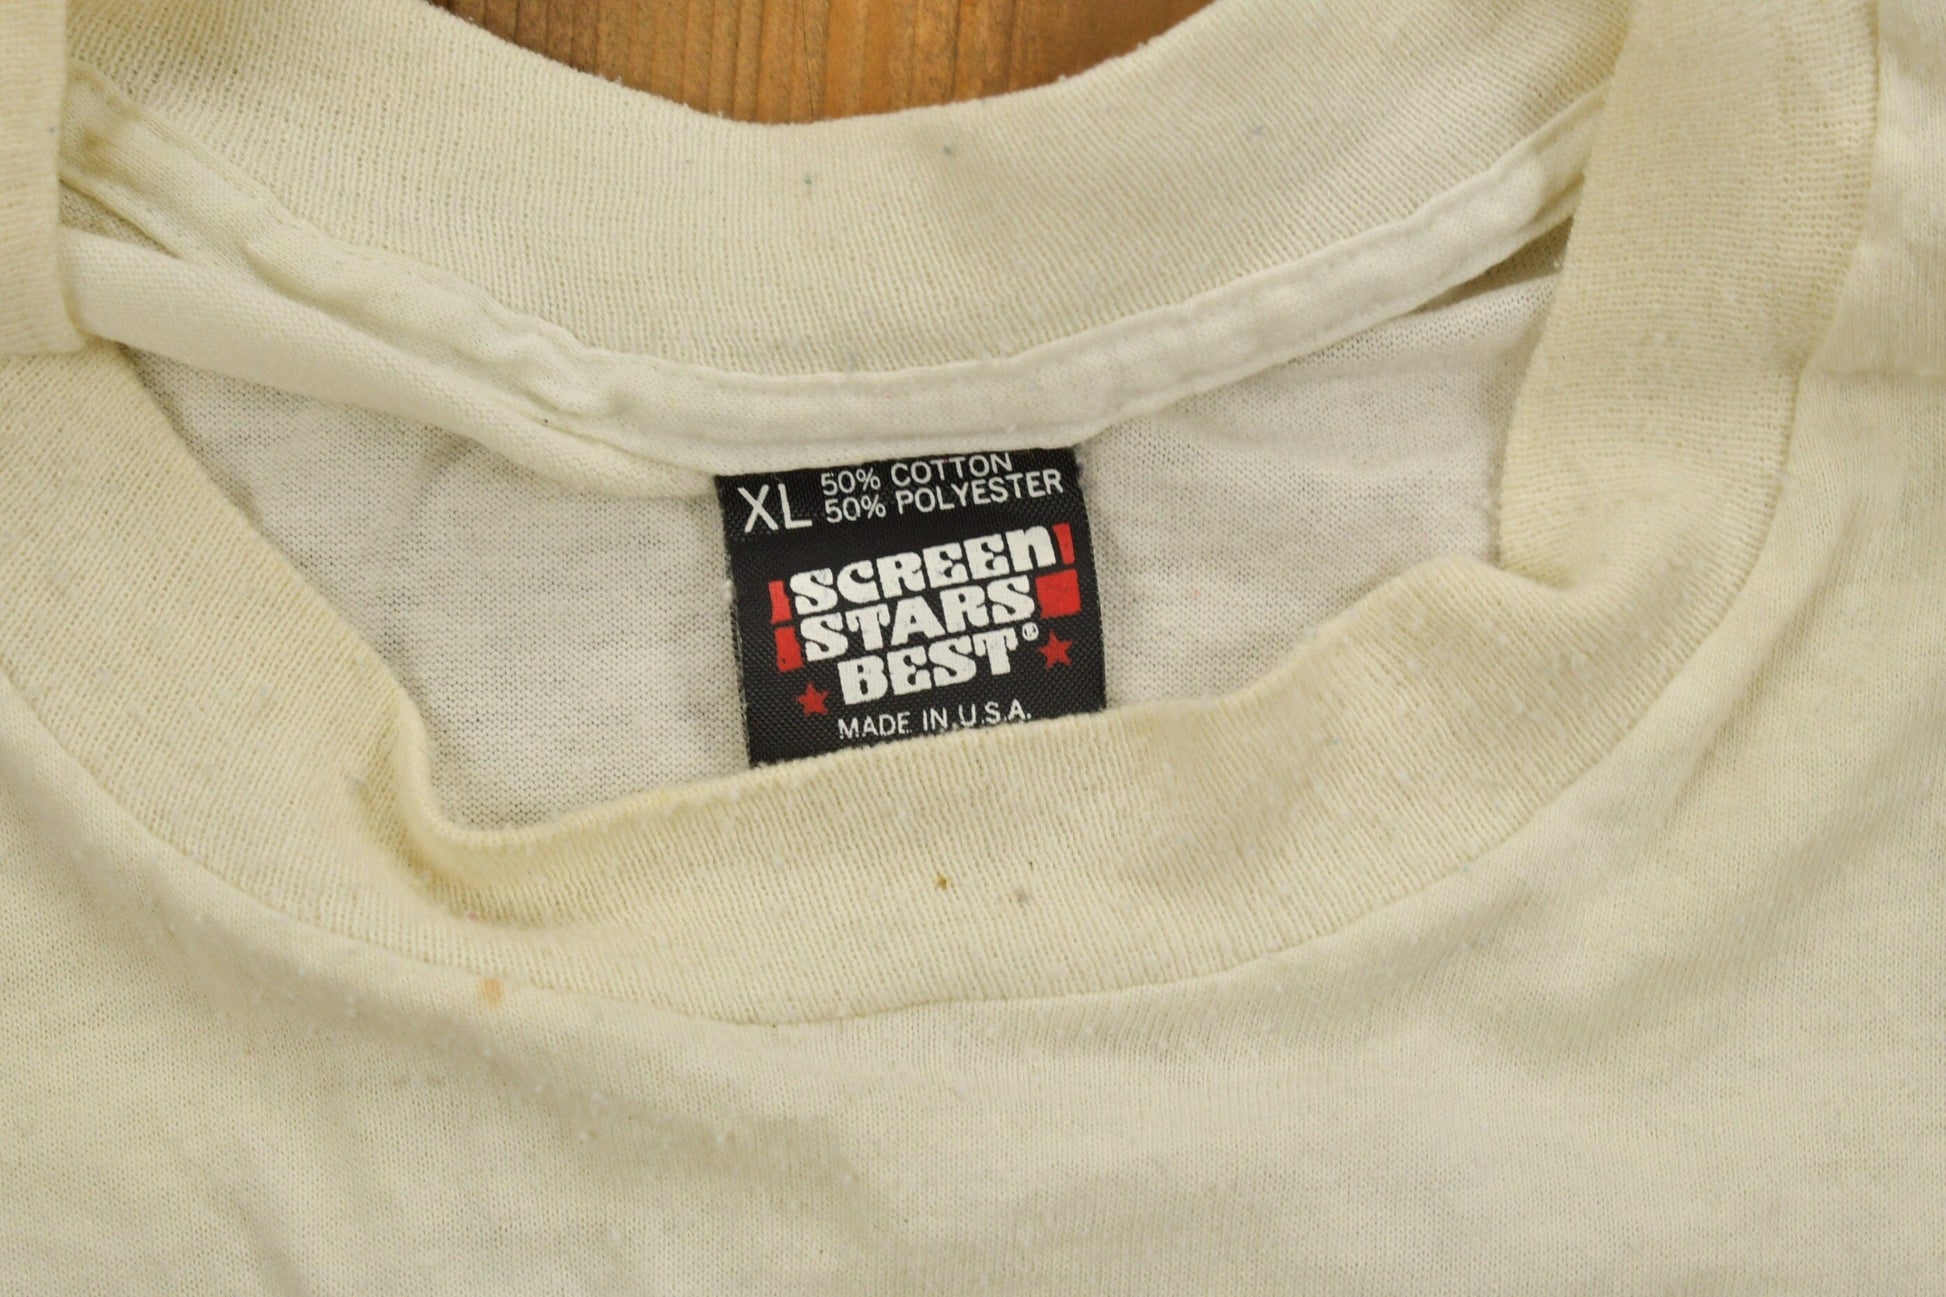 XL
50% COTTON
50% POLYESTER
SCREEN
STARS
BEST®
MADE IN U.S.A.